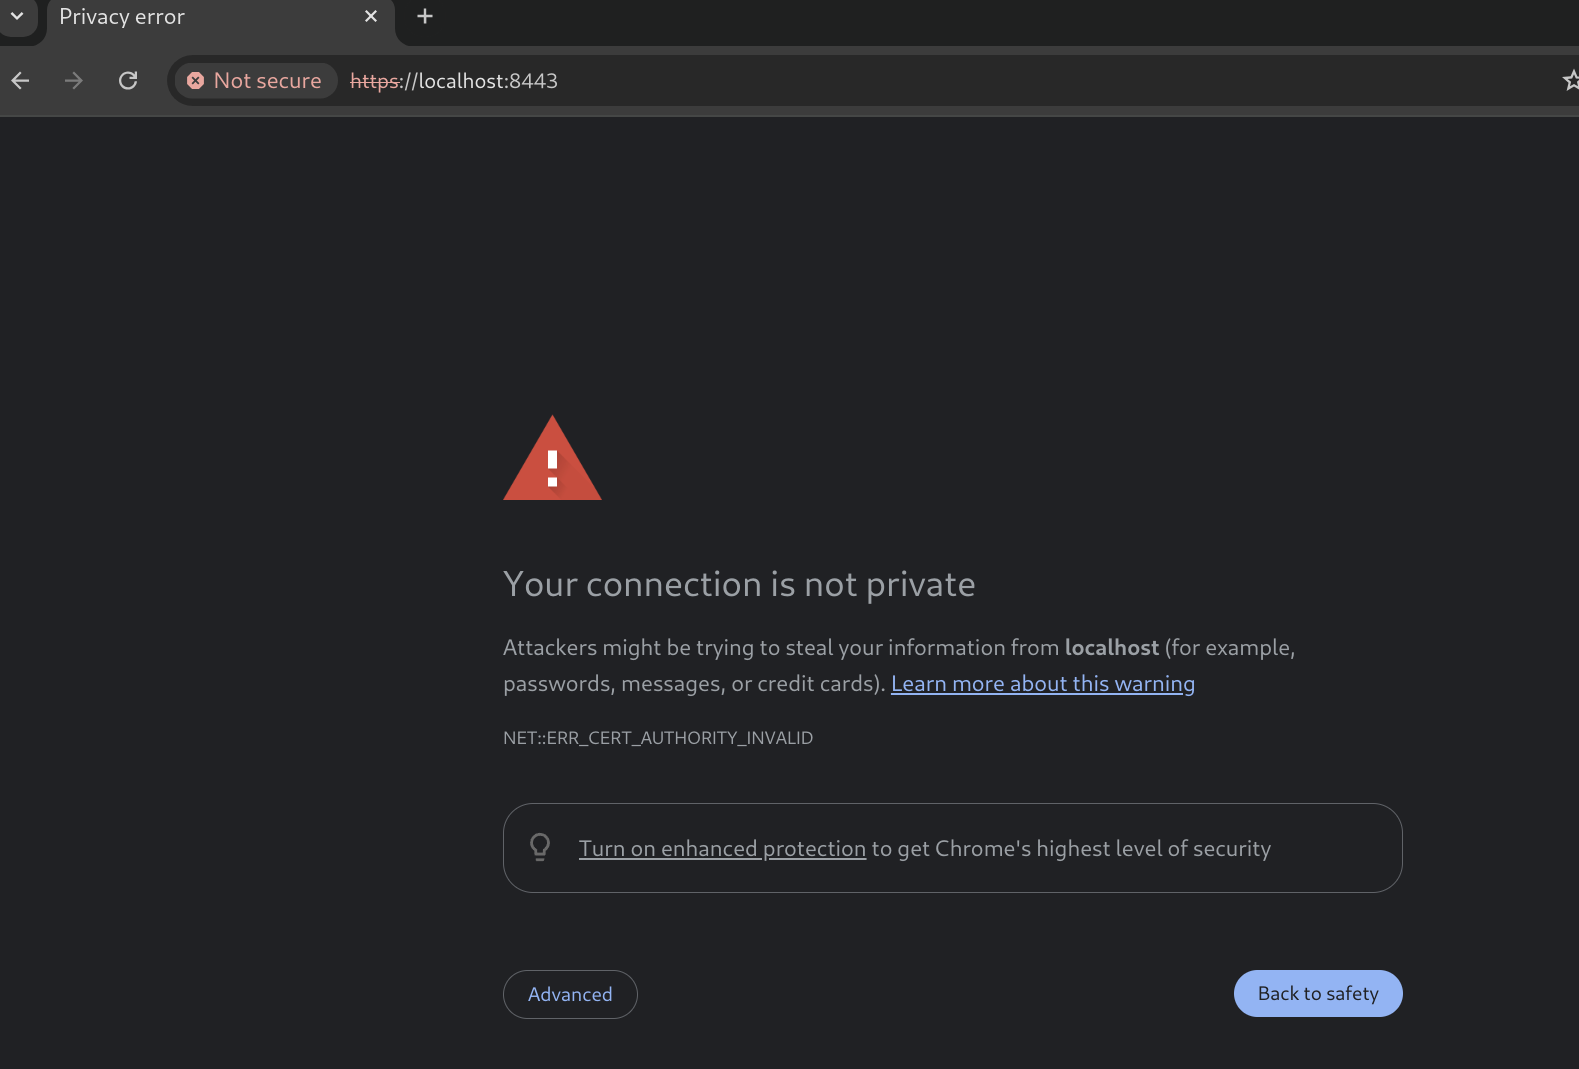 Privacy error
Not secure https://localhost:8443
Your connection is not private
Attackers might be trying to steal your information from localhost (for example,
passwords, messages, or credit cards). Learn more about this warning
NET::ERR_CERT_AUTHORITY_INVALID
Turn on enhanced protection to get Chrome's highest level of security
Advanced
Back to safety